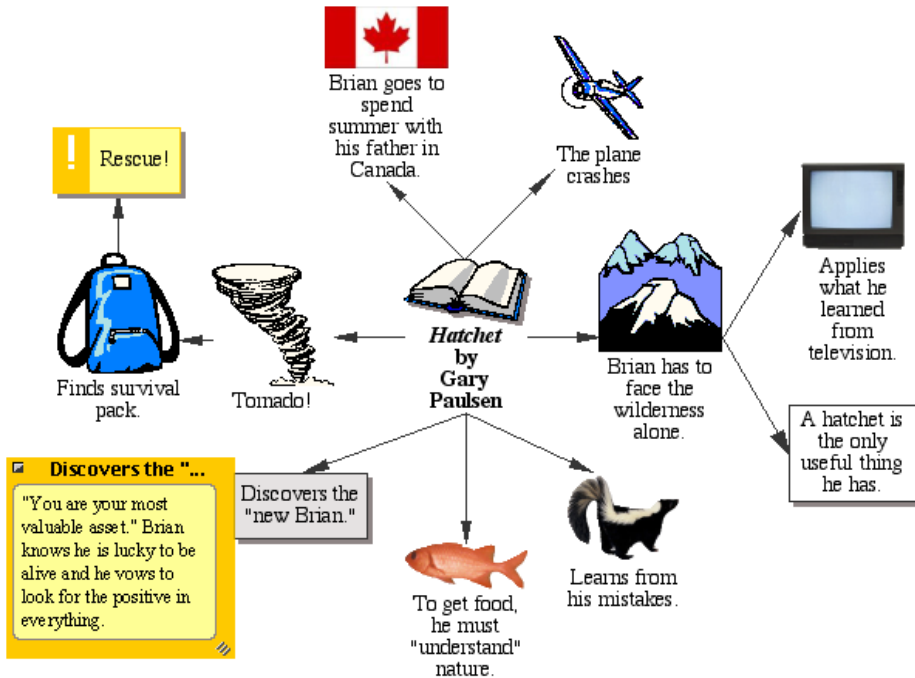 Brian goes to
spend
summer with
his father in
Canada.
The plane
crashes
!
Rescue!
Applies
what he
learned
from
television.
Hatchet
by
Gary
Paulsen
Brian has to
face the
wilderness
alone.
Finds survival
pack.
Tornado!
A hatchet is
the only
useful thing
he has.
Discovers the "...
"You are your most
valuable asset." Brian
knows he is lucky to be
alive and he vows to
look for the positive in
everything.
Discovers the
"new Brian."
To get food,
he must
"understand"
nature.
Learns from
his mistakes.